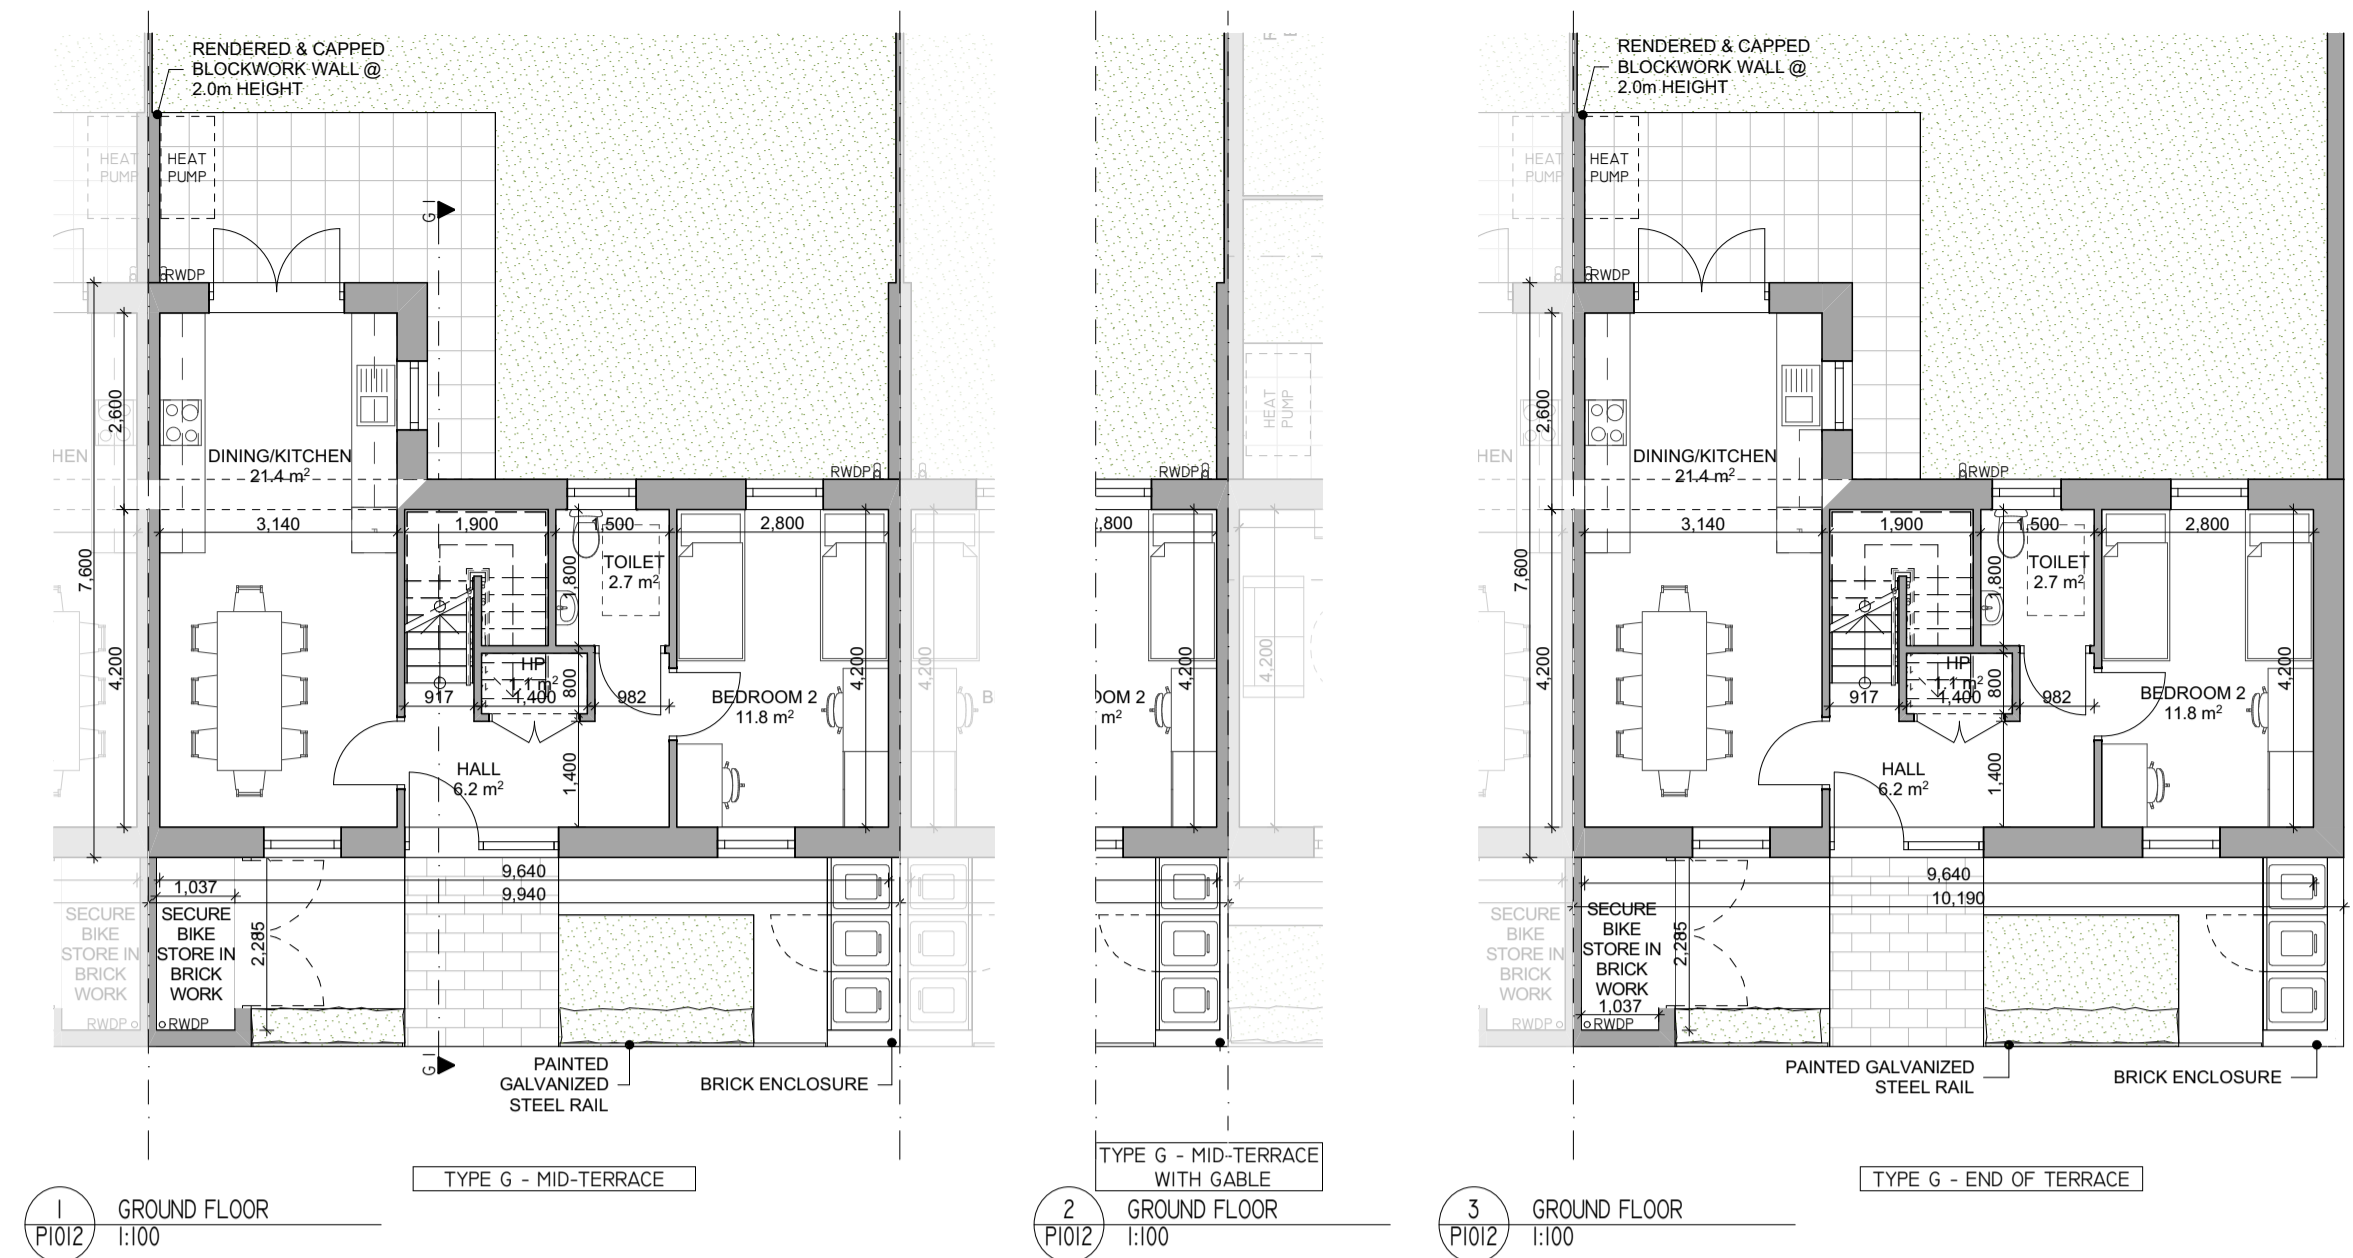 RENDERED & CAPPED
BLOCKWORK WALL @
2.0m HEIGHT
HEAT
PUMP
HEAT
PUMP
G1
RWDP
2,600
HEN
DINING/KITCHEN
21.4 m²
RWDP
3,140
1,900
1,500
2,800
7,600
1,800
TOILET
2.7 m²
4,200
HP
1.1 m²
800
917
1,400
982
BEDROOM 2
11.8 m²
4,200
4,200
B
HALL
6.2 m²
1,400
9,640
1,037
9,940
SECURE
BIKE
STORE IN
BRICK
WORK
SECURE
BIKE
STORE IN
BRICK
WORK
2,285
RWDP
RWDP
G1
PAINTED
GALVANIZED
STEEL RAIL
BRICK ENCLOSURE
TYPE G - MID-TERRACE
1
P1012
GROUND FLOOR
1:100
HEAT
PUMP
RWDP
2,800
4,200
4,200
OOM 2
m²
TYPE G - MID-TERRACE
WITH GABLE
2
P1012
GROUND FLOOR
1:100
RENDERED & CAPPED
BLOCKWORK WALL @
2.0m HEIGHT
HEAT
PUMP
HEAT
PUMP
RWDP
2,600
HEN
DINING/KITCHEN
21.4 m²
RWDP
3,140
1,900
1,500
2,800
7,600
1,800
TOILET
2.7 m²
4,200
HP
1.1 m²
800
917
1,400
982
BEDROOM 2
11.8 m²
4,200
HALL
6.2 m²
1,400
9,640
10,190
SECURE
BIKE
STORE IN
BRICK
WORK
SECURE
BIKE
STORE IN
BRICK
WORK
2,285
1,037
RWDP
RWDP
PAINTED GALVANIZED
STEEL RAIL
BRICK ENCLOSURE
TYPE G - END OF TERRACE
3
P1012
GROUND FLOOR
1:100